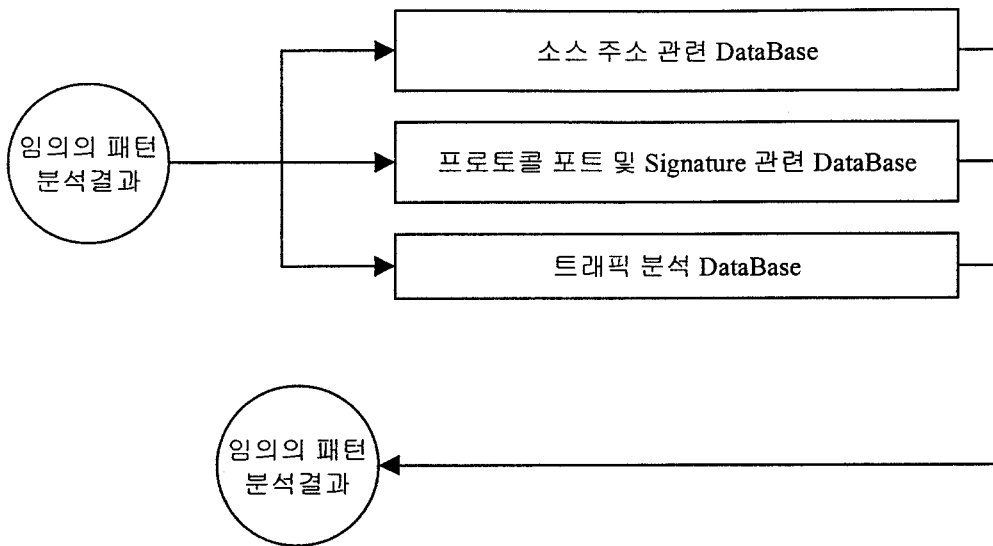 소스 주소 관련 DataBase
임의의 패턴
분석결과
프로토콜 포트 및 Signature 관련 DataBase
트래픽 분석 DataBase
임의의 패턴
분석결과